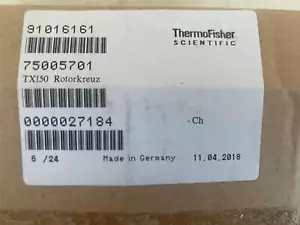 91016161
ThermoFisher
SCIENTIFIC
75005701
TX150 Rotorkreuz
0000027184
-Ch
6 /24
Made in Germany
11.04.2018